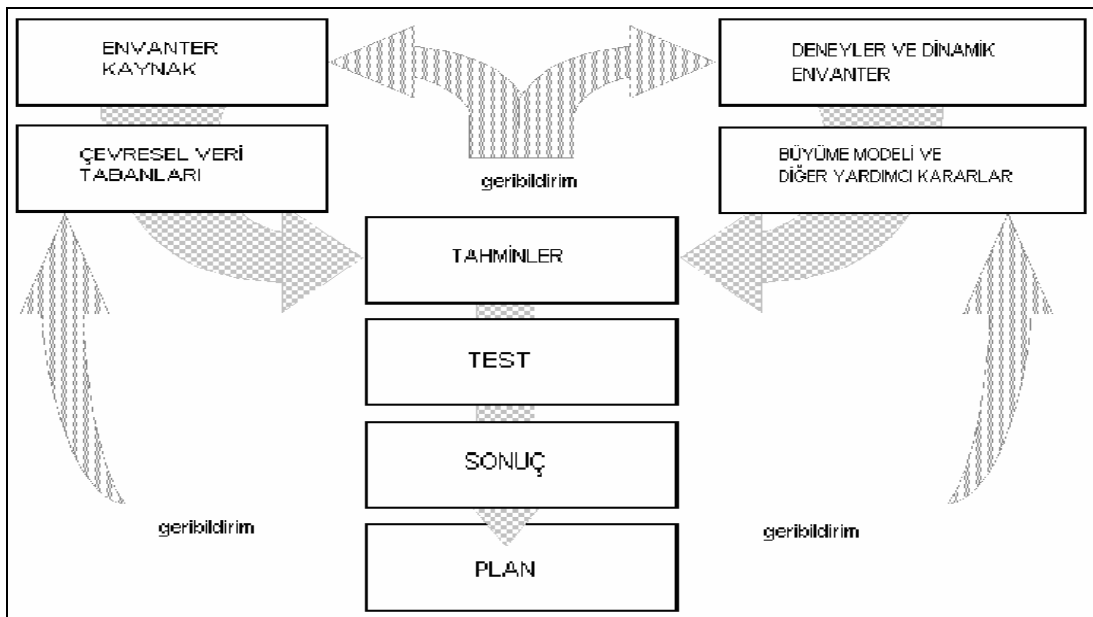 ENVANTER
KAYNAK
DENEYLER VE DİNAMİK
ENVANTER
ÇEVRESEL VERİ
TABANLARI
BÜYÜME MODELİ VE
DİĞER YARDIMCI KARARLAR
geribildirim
TAHMİNLER
TEST
SONUÇ
geribildirim
geribildirim
PLAN